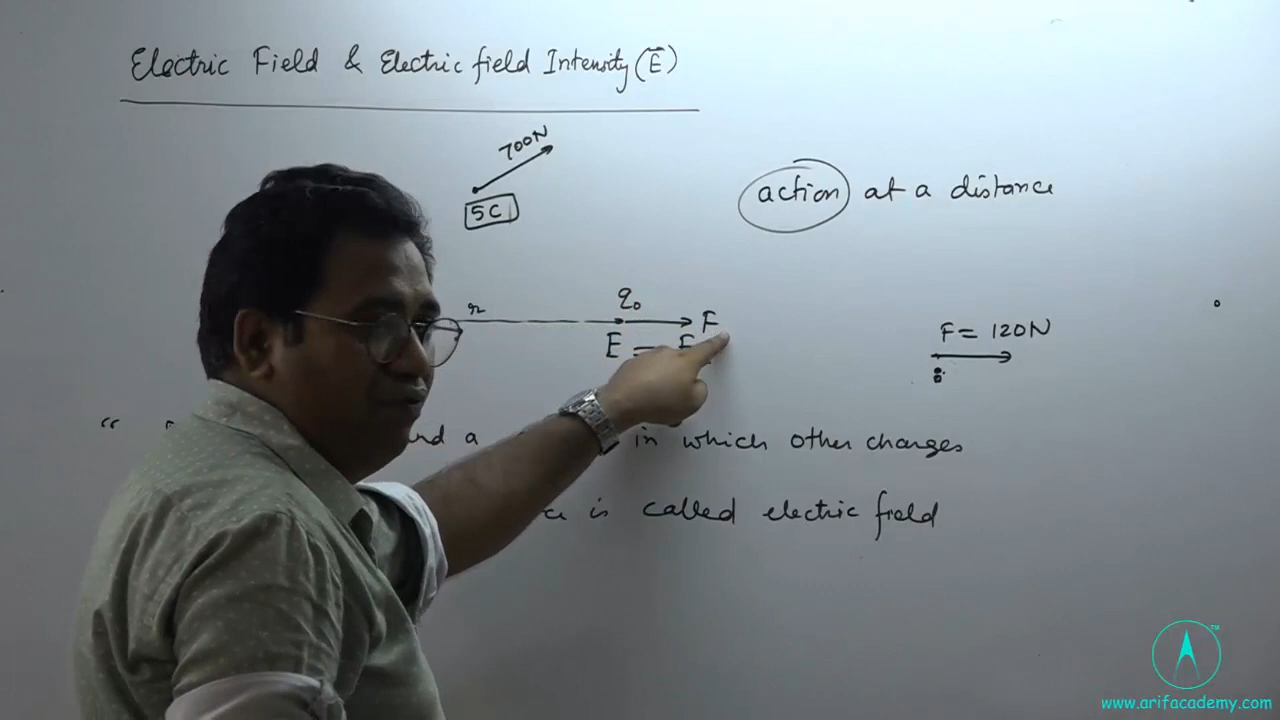 Electric Field & Electric field Intensity (E⃗)
700N
5C
action at a distance
r q₀ F
E = F
F = 120N
“ a in which other charges
is called electric field
TM
www.arifacademy.com